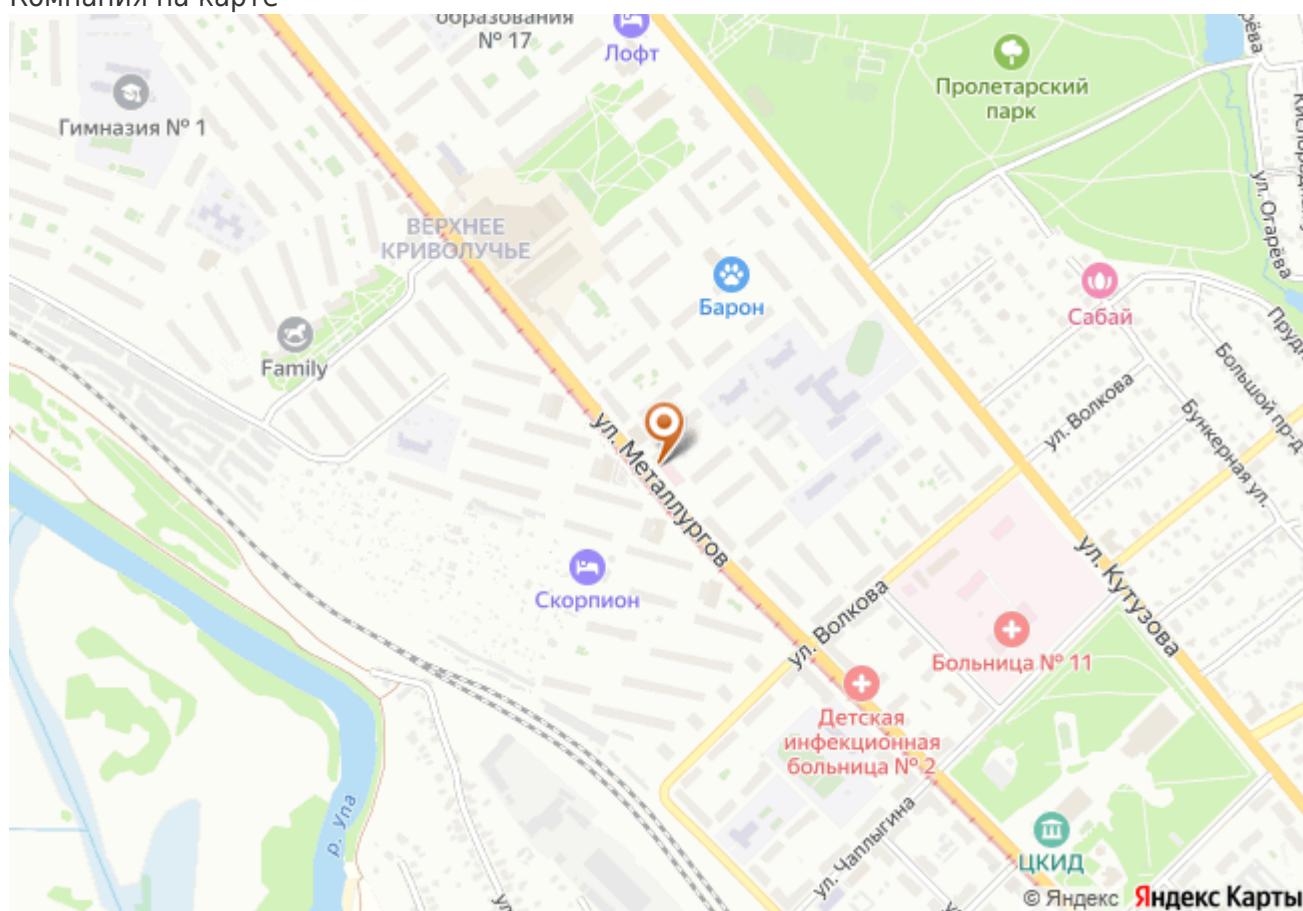 Компания на карте
образования
№ 17
Лофт
Гимназия № 1
Пролетарский
парк
ул. Огарёва
ВЕРХНЕЕ
КРИВОЛУЧЬЕ
Барон
Сабай
Family
Большой пр-д
ул. Волкова
Бункерная ул.
ул. Металлургов
ул. Кутузова
Скорпион
ул. Волкова
Больница № 11
Детская
инфекционная
больница № 2
р. Упа
ул. Чаплыгина
ЦКИД
© Яндекс Яндекс Карты